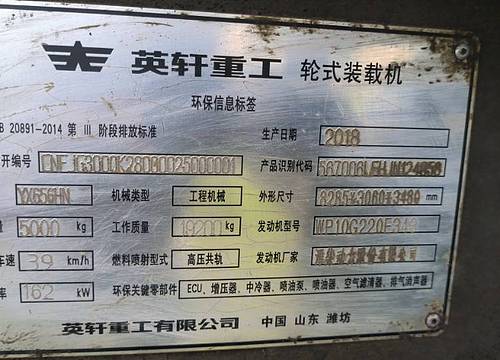 英轩重工 轮式装载机
环保信息标签
B 20891-2014 第 III 阶段排放标准 生产日期 2018
开编号 产品识别代码
YX656HN 机械类型 工程机械 外形尺寸 8285×3060×3480 mm
量 5000 kg 工作质量 kg 发动机型号 WP10G220E343
车速 39 km/h 燃料喷射型式 高压共轨 发动机厂家
率 162 kW 环保关键零部件 ECU、增压器、中冷器、喷油泵、喷油器、空气滤清器、排气消声器
英轩重工有限公司 中国 山东 潍坊